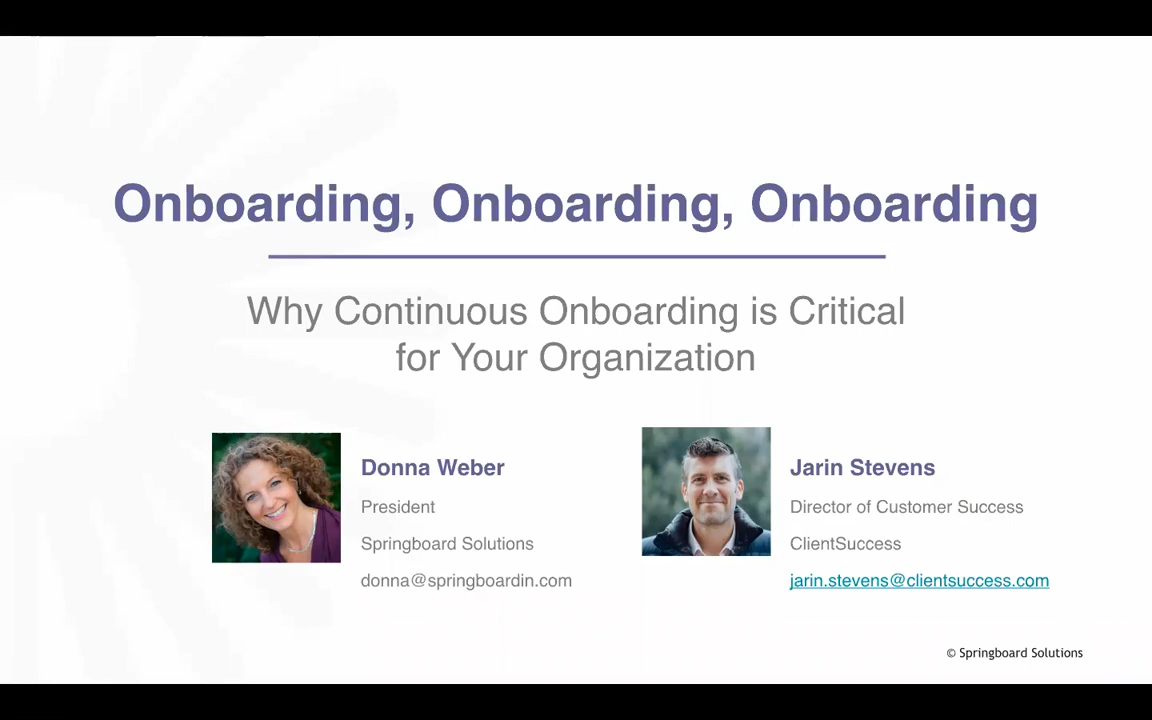 Onboarding, Onboarding, Onboarding
Why Continuous Onboarding is Critical
for Your Organization
Donna Weber
President
Springboard Solutions
donna@springboardin.com
Jarin Stevens
Director of Customer Success
ClientSuccess
jarin.stevens@clientsuccess.com
© Springboard Solutions